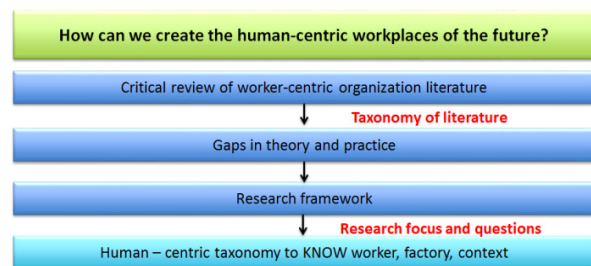 How can we create the human-centric workplaces of the future?
Critical review of worker-centric organization literature
Taxonomy of literature
Gaps in theory and practice
Research framework
Research focus and questions
Human – centric taxonomy to KNOW worker, factory, context